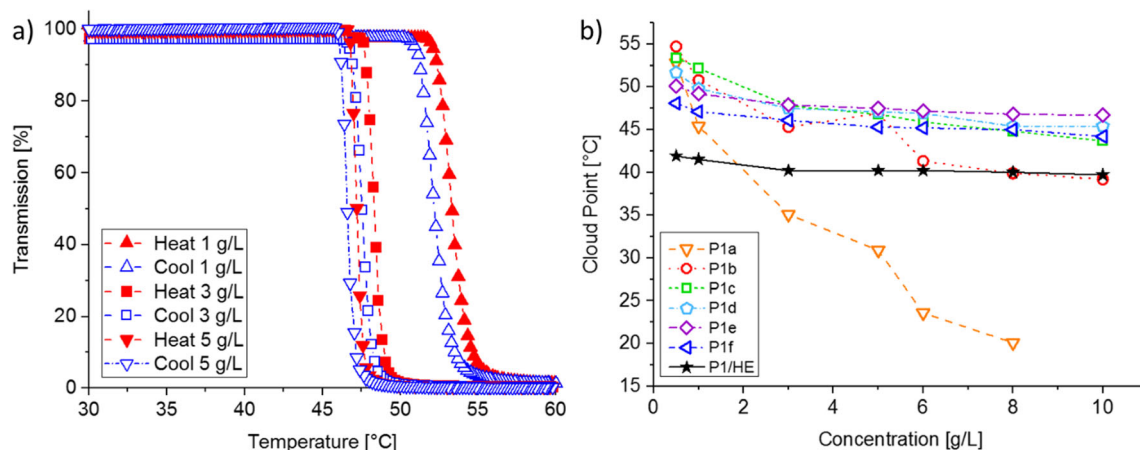 a)
Transmission [%]
100
80
60
40
20
0
Heat 1 g/L
Cool 1 g/L
Heat 3 g/L
Cool 3 g/L
Heat 5 g/L
Cool 5 g/L
30 35 40 45 50 55 60
Temperature [°C]
b)
Cloud Point [°C]
55
50
45
40
35
30
25
20
15
P1a
P1b
P1c
P1d
P1e
P1f
P1/HE
0 2 4 6 8 10
Concentration [g/L]